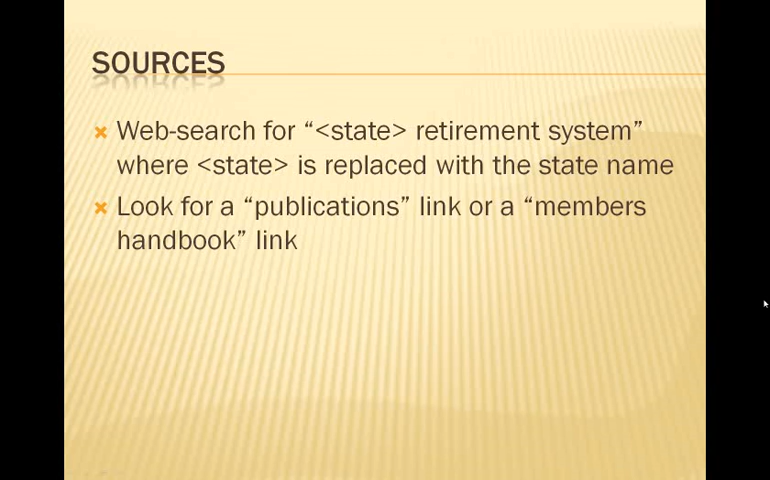 SOURCES
Web-search for “<state> retirement system”
where <state> is replaced with the state name
Look for a “publications” link or a “members
handbook” link